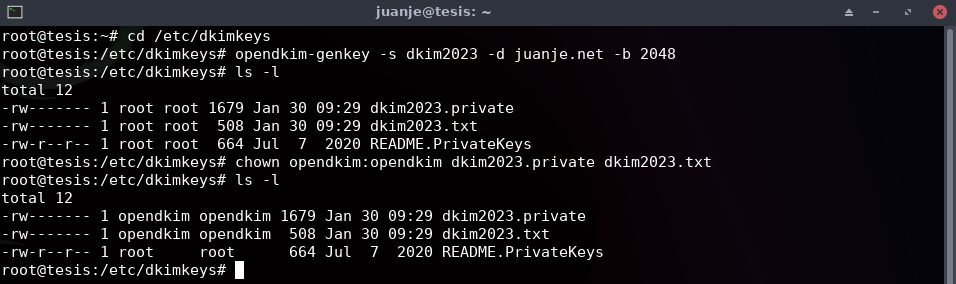 juanje@tesis: ~
root@tesis:~# cd /etc/dkimkeys
root@tesis:/etc/dkimkeys# opendkim-genkey -s dkim2023 -d juanje.net -b 2048
root@tesis:/etc/dkimkeys# ls -l
total 12
-rw------- 1 root root 1679 Jan 30 09:29 dkim2023.private
-rw------- 1 root root  508 Jan 30 09:29 dkim2023.txt
-rw-r--r-- 1 root root  664 Jul  7  2020 README.PrivateKeys
root@tesis:/etc/dkimkeys# chown opendkim:opendkim dkim2023.private dkim2023.txt
root@tesis:/etc/dkimkeys# ls -l
total 12
-rw------- 1 opendkim opendkim 1679 Jan 30 09:29 dkim2023.private
-rw------- 1 opendkim opendkim  508 Jan 30 09:29 dkim2023.txt
-rw-r--r-- 1 root     root      664 Jul  7  2020 README.PrivateKeys
root@tesis:/etc/dkimkeys#